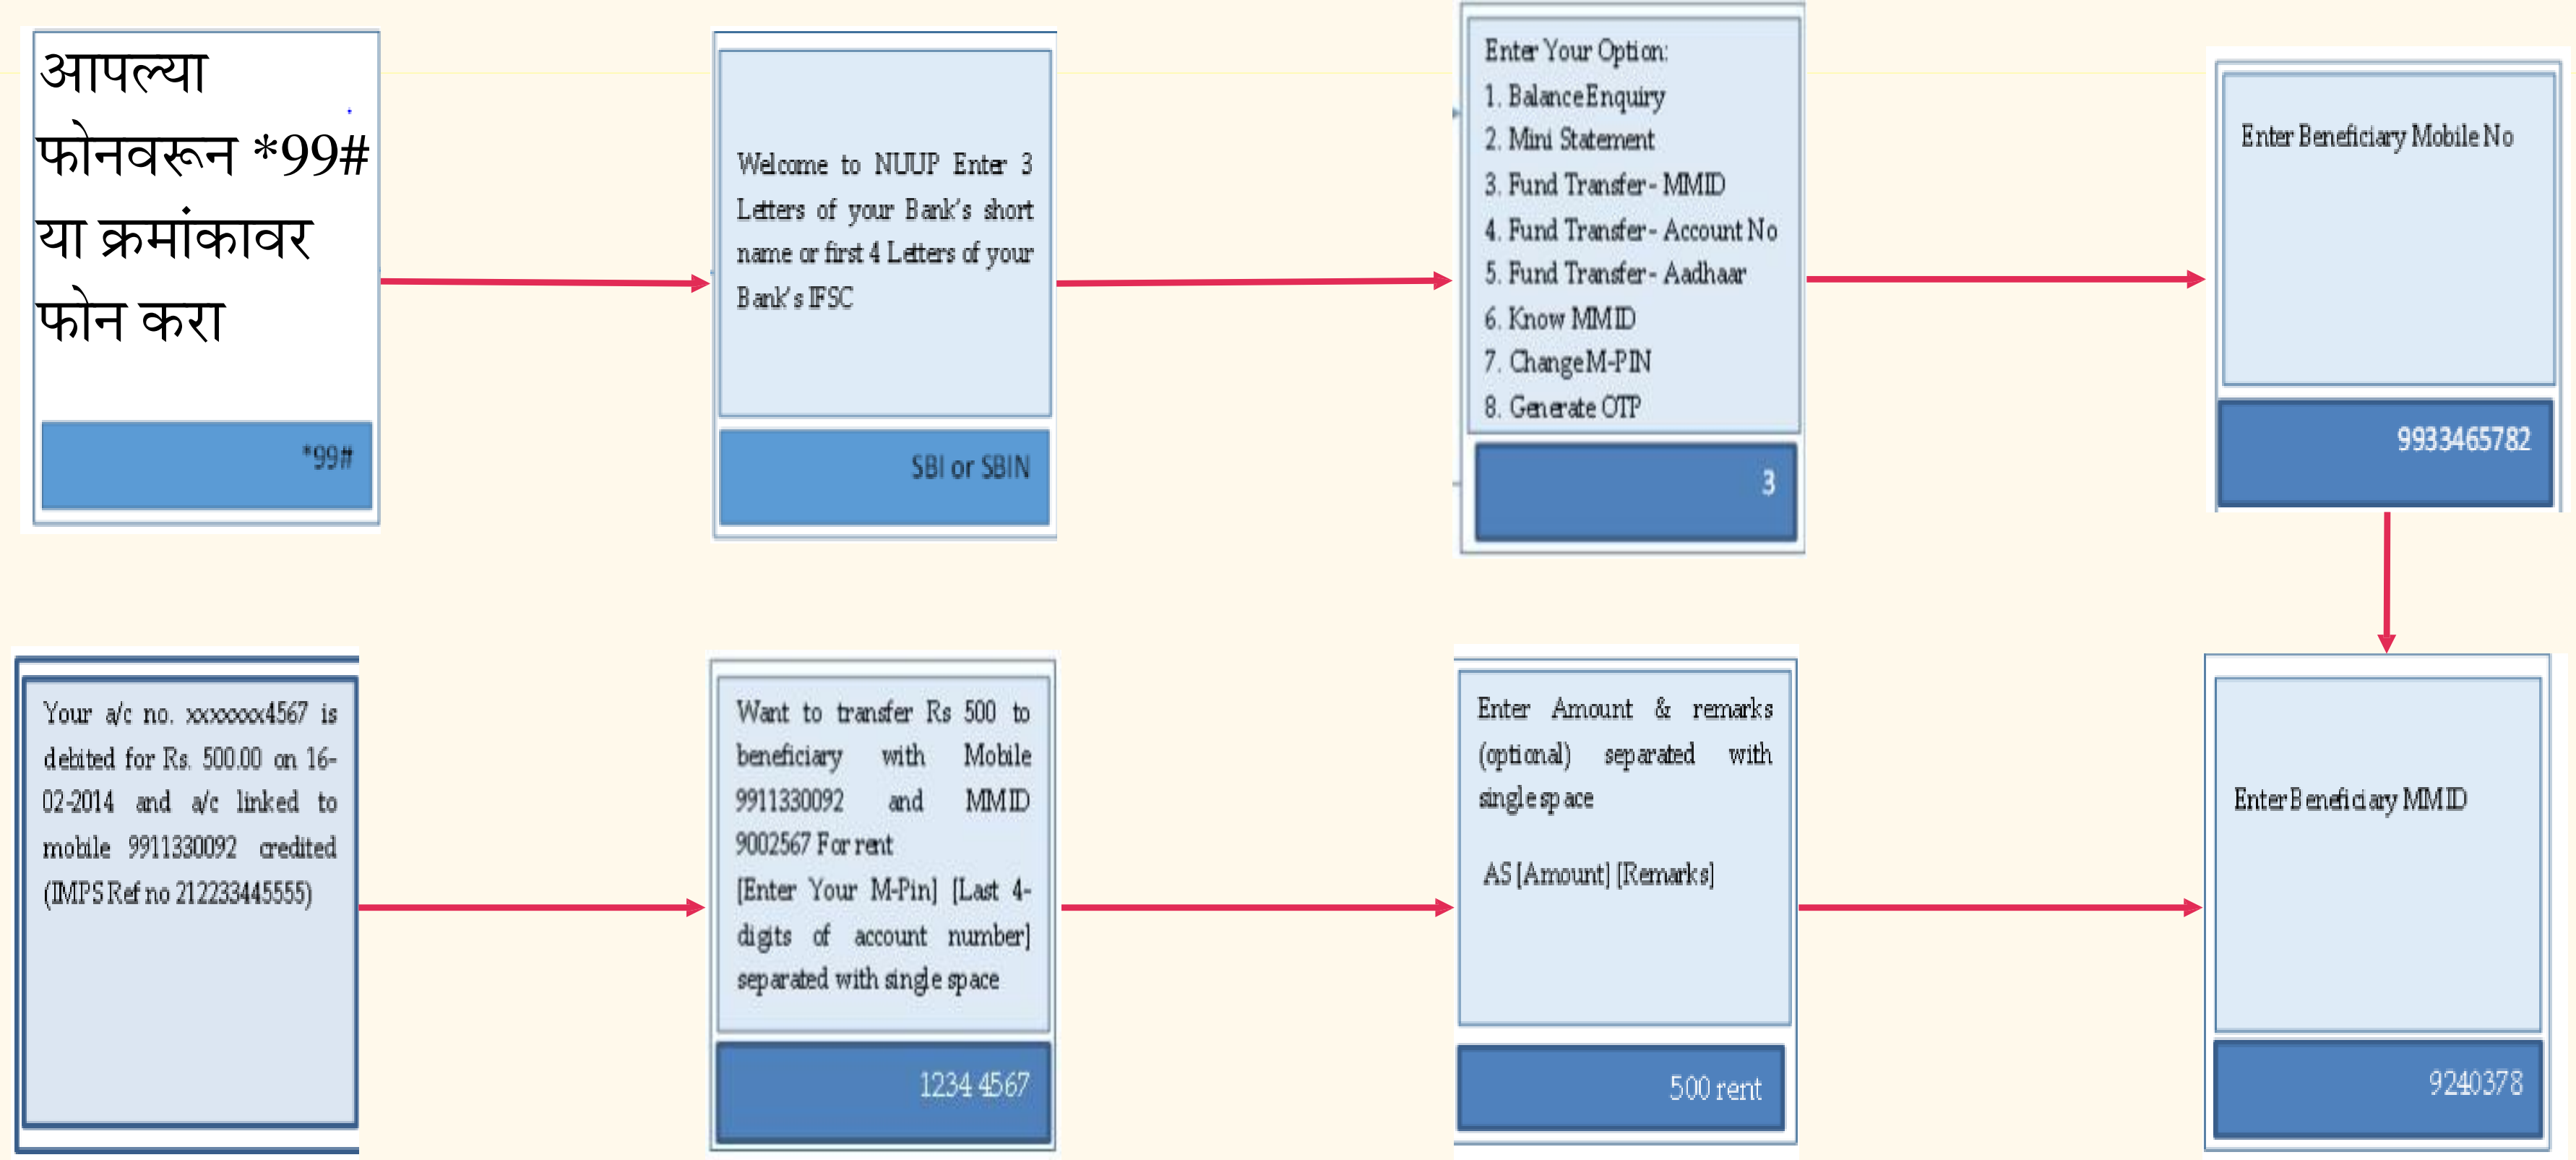 आपल्या
फोनवरून *99#
या क्रमांकावर
फोन करा
*99#
Welcome to NUUP Enter 3
Letters of your Bank's short
name or first 4 Letters of your
Bank's IFSC
SBI or SBIN
Enter Your Option:
1. Balance Enquiry
2. Mini Statement
3. Fund Transfer- MMID
4. Fund Transfer- Account No
5. Fund Transfer- Aadhaar
6. Know MMID
7. Change M-PIN
8. Generate OTP
3
Enter Beneficiary Mobile No
9933465782
Your a/c no. xxxxxxx4567 is
debited for Rs. 500.00 on 16-
02-2014 and a/c linked to
mobile 9911330092 credited
(IMPS Ref no 212233445555)
Want to transfer Rs 500 to
beneficiary with Mobile
9911330092 and MMID
9002567 For rent
[Enter Your M-Pin] [Last 4-
digits of account number]
separated with single space
1234 4567
Enter Amount & remarks
(optional) separated with
single space
AS [Amount] [Remarks]
500 rent
Enter Beneficiary MMID
9240378